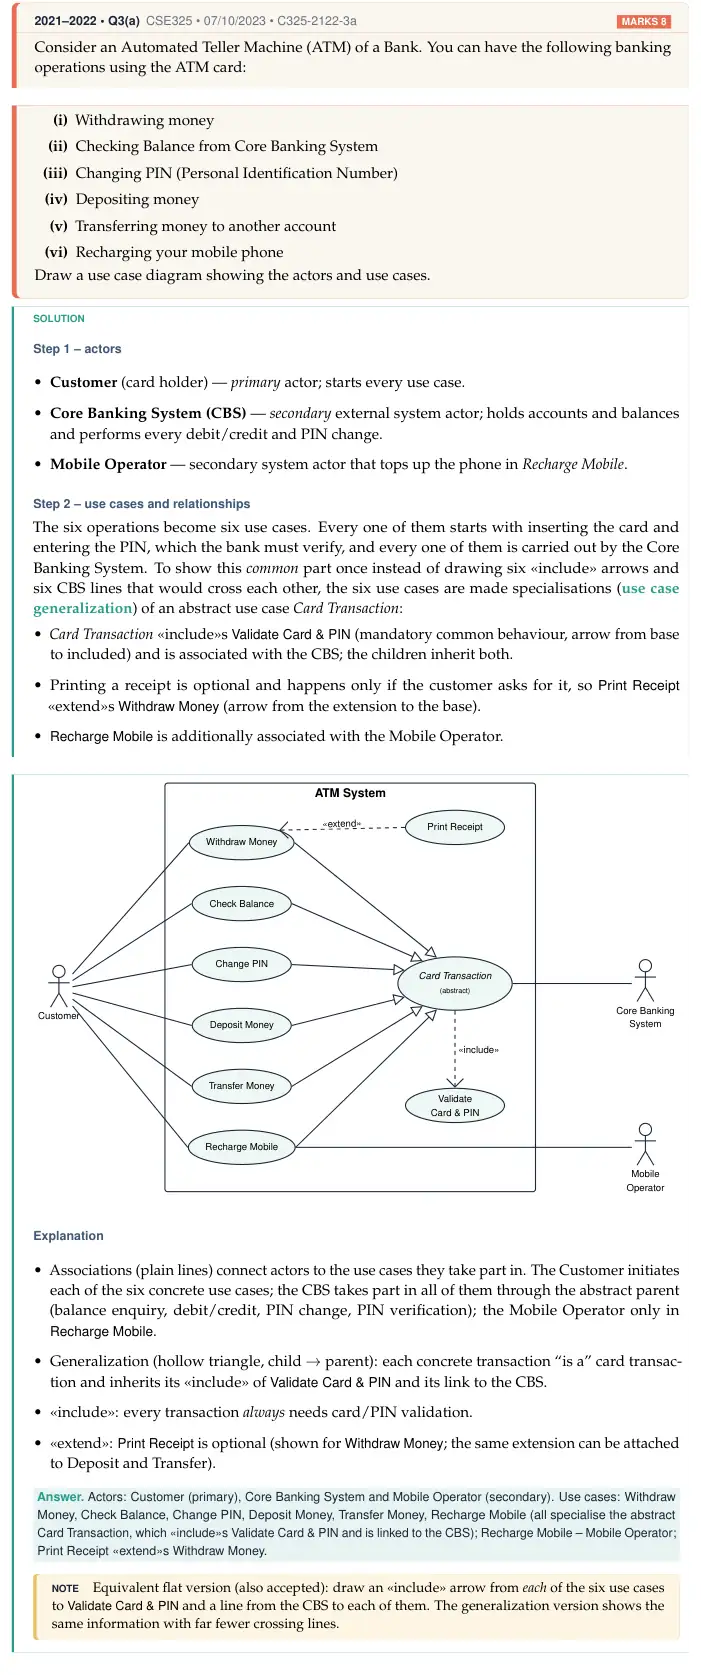 2021–2022 • Q3(a) CSE325 • 07/10/2023 • C325-2122-3a
MARKS 8
Consider an Automated Teller Machine (ATM) of a Bank. You can have the following banking
operations using the ATM card:
(i) Withdrawing money
(ii) Checking Balance from Core Banking System
(iii) Changing PIN (Personal Identification Number)
(iv) Depositing money
(v) Transferring money to another account
(vi) Recharging your mobile phone
Draw a use case diagram showing the actors and use cases.
SOLUTION
Step 1 – actors
• Customer (card holder) — primary actor; starts every use case.
• Core Banking System (CBS) — secondary external system actor; holds accounts and balances
and performs every debit/credit and PIN change.
• Mobile Operator — secondary system actor that tops up the phone in Recharge Mobile.
Step 2 – use cases and relationships
The six operations become six use cases. Every one of them starts with inserting the card and
entering the PIN, which the bank must verify, and every one of them is carried out by the Core
Banking System. To show this common part once instead of drawing six «include» arrows and
six CBS lines that would cross each other, the six use cases are made specialisations (use case
generalization) of an abstract use case Card Transaction:
• Card Transaction «include»s Validate Card & PIN (mandatory common behaviour, arrow from base
to included) and is associated with the CBS; the children inherit both.
• Printing a receipt is optional and happens only if the customer asks for it, so Print Receipt
«extend»s Withdraw Money (arrow from the extension to the base).
• Recharge Mobile is additionally associated with the Mobile Operator.
ATM System
«extend»
Print Receipt
Withdraw Money
Check Balance
Change PIN
Card Transaction
(abstract)
Customer
Core Banking
System
Deposit Money
«include»
Transfer Money
Validate
Card & PIN
Recharge Mobile
Mobile
Operator
Explanation
• Associations (plain lines) connect actors to the use cases they take part in. The Customer initiates
each of the six concrete use cases; the CBS takes part in all of them through the abstract parent
(balance enquiry, debit/credit, PIN change, PIN verification); the Mobile Operator only in
Recharge Mobile.
• Generalization (hollow triangle, child → parent): each concrete transaction “is a” card transac-
tion and inherits its «include» of Validate Card & PIN and its link to the CBS.
• «include»: every transaction always needs card/PIN validation.
• «extend»: Print Receipt is optional (shown for Withdraw Money; the same extension can be attached
to Deposit and Transfer).
Answer. Actors: Customer (primary), Core Banking System and Mobile Operator (secondary). Use cases: Withdraw
Money, Check Balance, Change PIN, Deposit Money, Transfer Money, Recharge Mobile (all specialise the abstract
Card Transaction, which «include»s Validate Card & PIN and is linked to the CBS); Recharge Mobile – Mobile Operator;
Print Receipt «extend»s Withdraw Money.
NOTE Equivalent flat version (also accepted): draw an «include» arrow from each of the six use cases
to Validate Card & PIN and a line from the CBS to each of them. The generalization version shows the
same information with far fewer crossing lines.